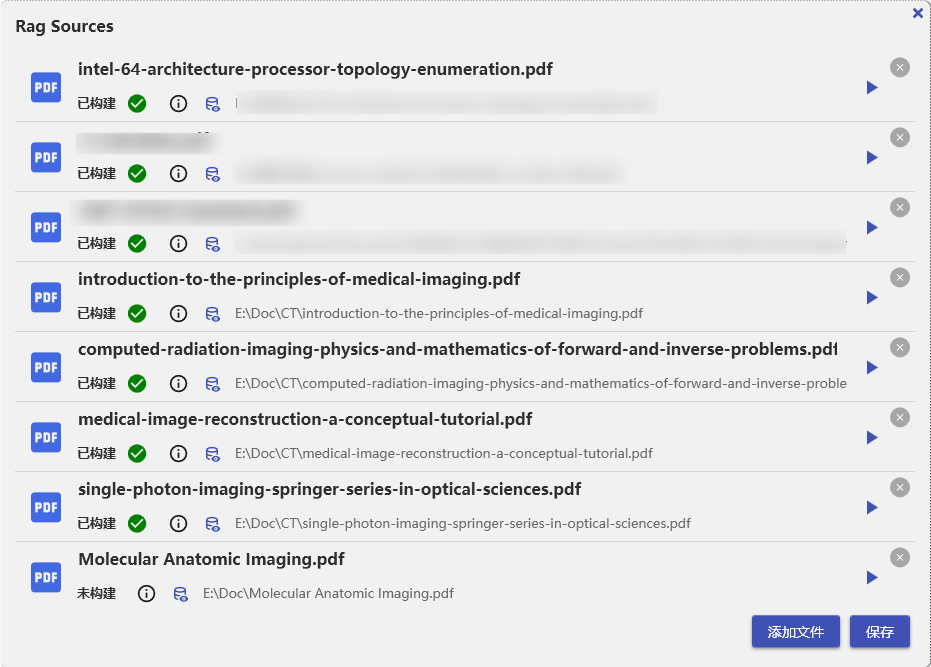 Rag Sources
PDF
intel-64-architecture-processor-topology-enumeration.pdf
已构建
PDF
已构建
PDF
已构建
PDF
introduction-to-the-principles-of-medical-imaging.pdf
已构建 E:\Doc\CT\introduction-to-the-principles-of-medical-imaging.pdf
PDF
computed-radiation-imaging-physics-and-mathematics-of-forward-and-inverse-problems.pdf
已构建 E:\Doc\CT\computed-radiation-imaging-physics-and-mathematics-of-forward-and-inverse-proble
PDF
medical-image-reconstruction-a-conceptual-tutorial.pdf
已构建 E:\Doc\CT\medical-image-reconstruction-a-conceptual-tutorial.pdf
PDF
single-photon-imaging-springer-series-in-optical-sciences.pdf
已构建 E:\Doc\CT\single-photon-imaging-springer-series-in-optical-sciences.pdf
PDF
Molecular Anatomic Imaging.pdf
未构建 E:\Doc\Molecular Anatomic Imaging.pdf
添加文件 保存